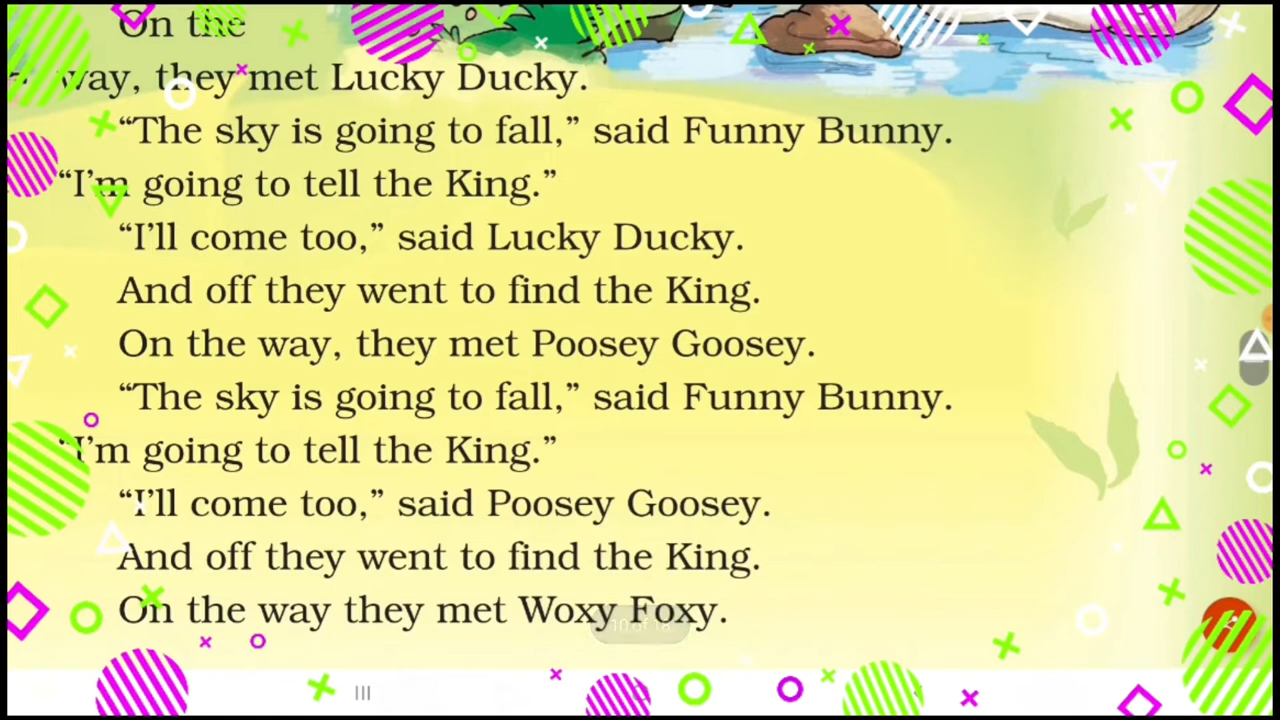 On the
way, they met Lucky Ducky.
“The sky is going to fall,” said Funny Bunny.
“I’m going to tell the King.”
“I’ll come too,” said Lucky Ducky.
And off they went to find the King.
On the way, they met Poosey Goosey.
“The sky is going to fall,” said Funny Bunny.
“I’m going to tell the King.”
“I’ll come too,” said Poosey Goosey.
And off they went to find the King.
On the way they met Woxy Foxy.
10 of 18